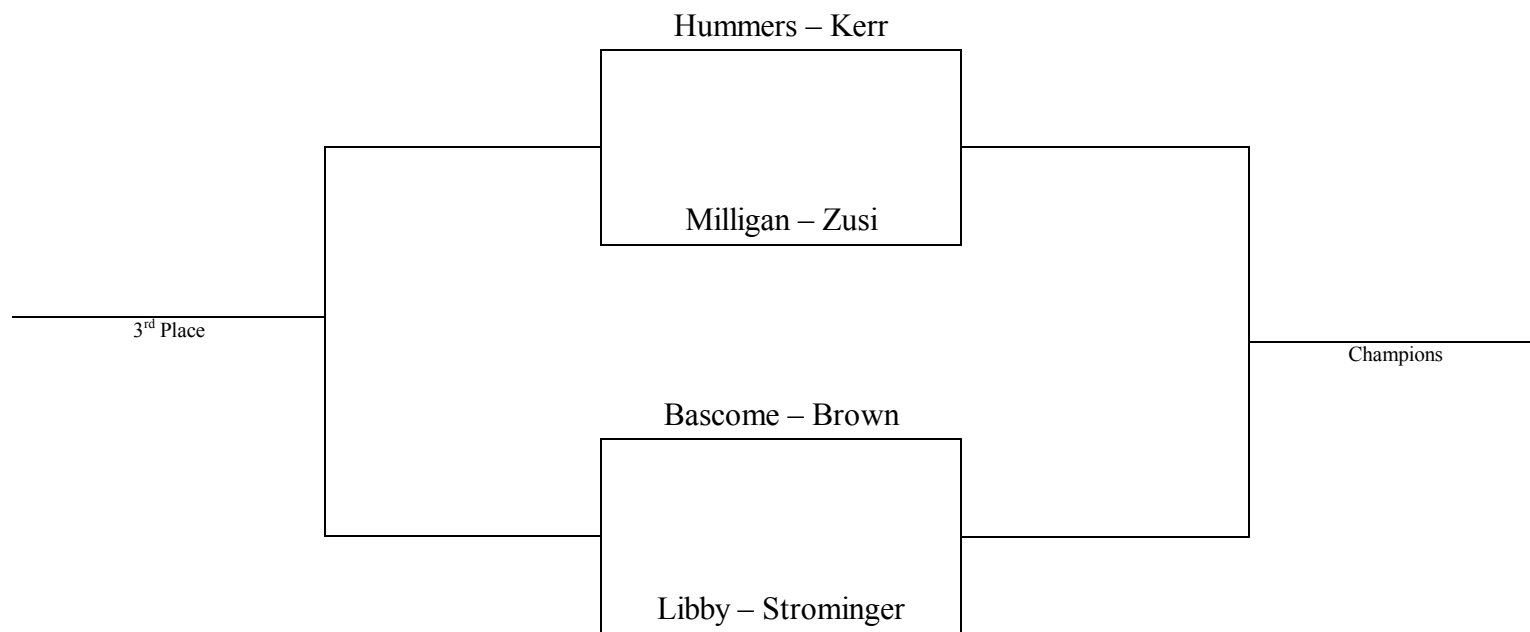 Hummers – Kerr
Milligan – Zusi
3rd Place
Champions
Bascome – Brown
Libby – Strominger